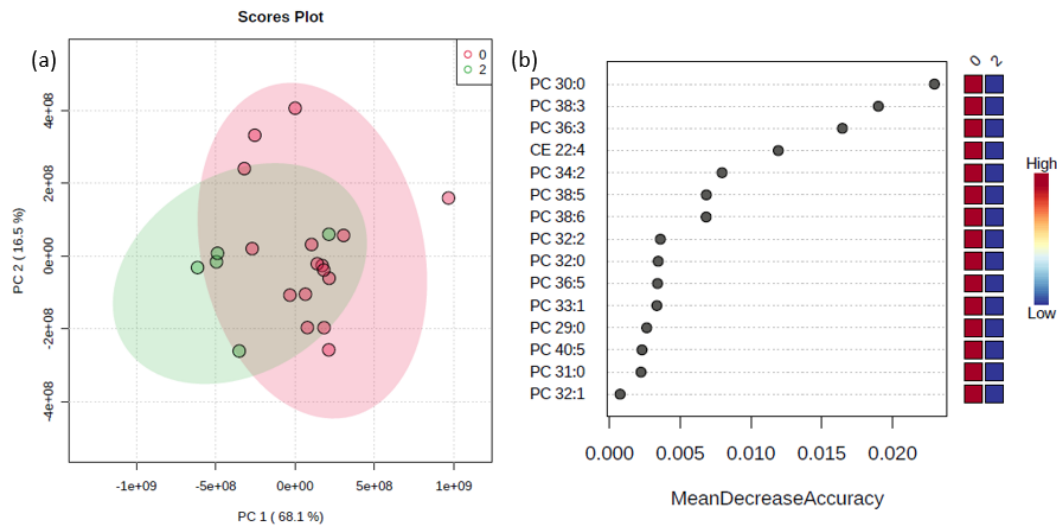 Scores Plot
(a)
0
2
4e+08
2e+08
0e+00
-2e+08
-4e+08
PC 2 ( 16.5 %)
-1e+09
-5e+08
0e+00
5e+08
1e+09
PC 1 ( 68.1 %)
(b)
0
2
PC 30:0
PC 38:3
PC 36:3
CE 22:4
PC 34:2
PC 38:5
PC 38:6
PC 32:2
PC 32:0
PC 36:5
PC 33:1
PC 29:0
PC 40:5
PC 31:0
PC 32:1
0.000
0.005
0.010
0.015
0.020
MeanDecreaseAccuracy
High
Low